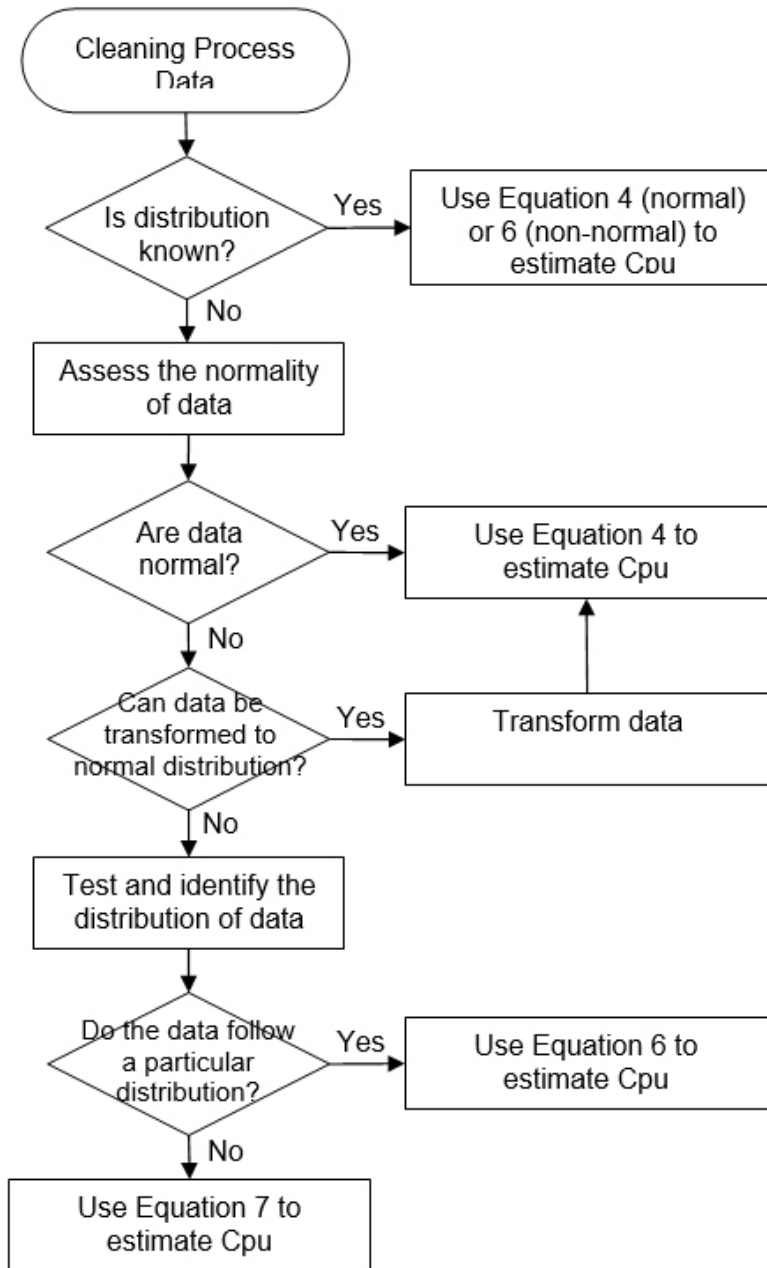 Cleaning Process
Data
Is distribution
known?
Yes
Use Equation 4 (normal)
or 6 (non-normal) to
estimate Cpu
No
Assess the normality
of data
Are data
normal?
Yes
Use Equation 4 to
estimate Cpu
No
Can data be
transformed to
normal distribution?
Yes
Transform data
No
Test and identify the
distribution of data
Do the data follow
a particular
distribution?
Yes
Use Equation 6 to
estimate Cpu
No
Use Equation 7 to
estimate Cpu